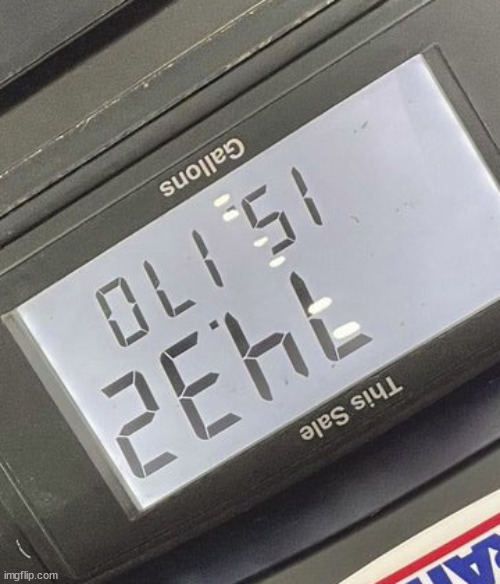 This Sale
74.32
15.170
Gallons
imgflip.com